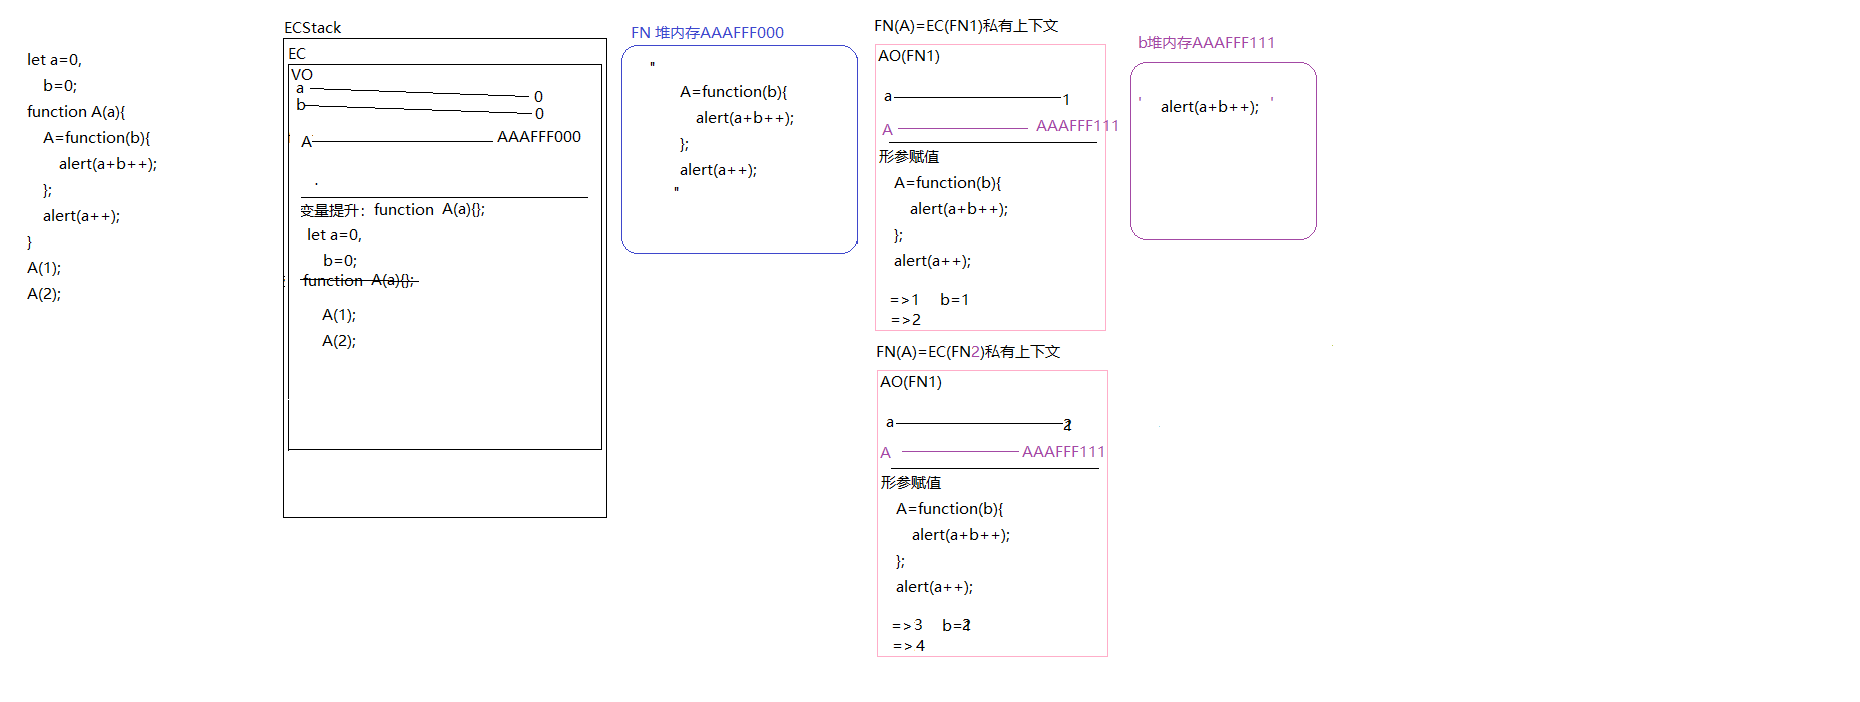 let a=0,
b=0;
function A(a){
A=function(b){
alert(a+b++);
};
alert(a++);
}
A(1);
A(2);
ECStack
EC
VO
a 0
b 0
A AAAFFF000
变量提升：function A(a){};
let a=0,
b=0;
function A(a){};
A(1);
A(2);
FN 堆内存AAAFFF000
"
A=function(b){
alert(a+b++);
};
alert(a++);
"
FN(A)=EC(FN1)私有上下文
AO(FN1)
a 1
A AAAFFF111
形参赋值
A=function(b){
alert(a+b++);
};
alert(a++);
=>1 b=1
=>2
FN(A)=EC(FN2)私有上下文
AO(FN1)
a
A AAAFFF111
形参赋值
A=function(b){
alert(a+b++);
};
alert(a++);
=>3 b=
=>4
b堆内存AAAFFF111
' alert(a+b++); '